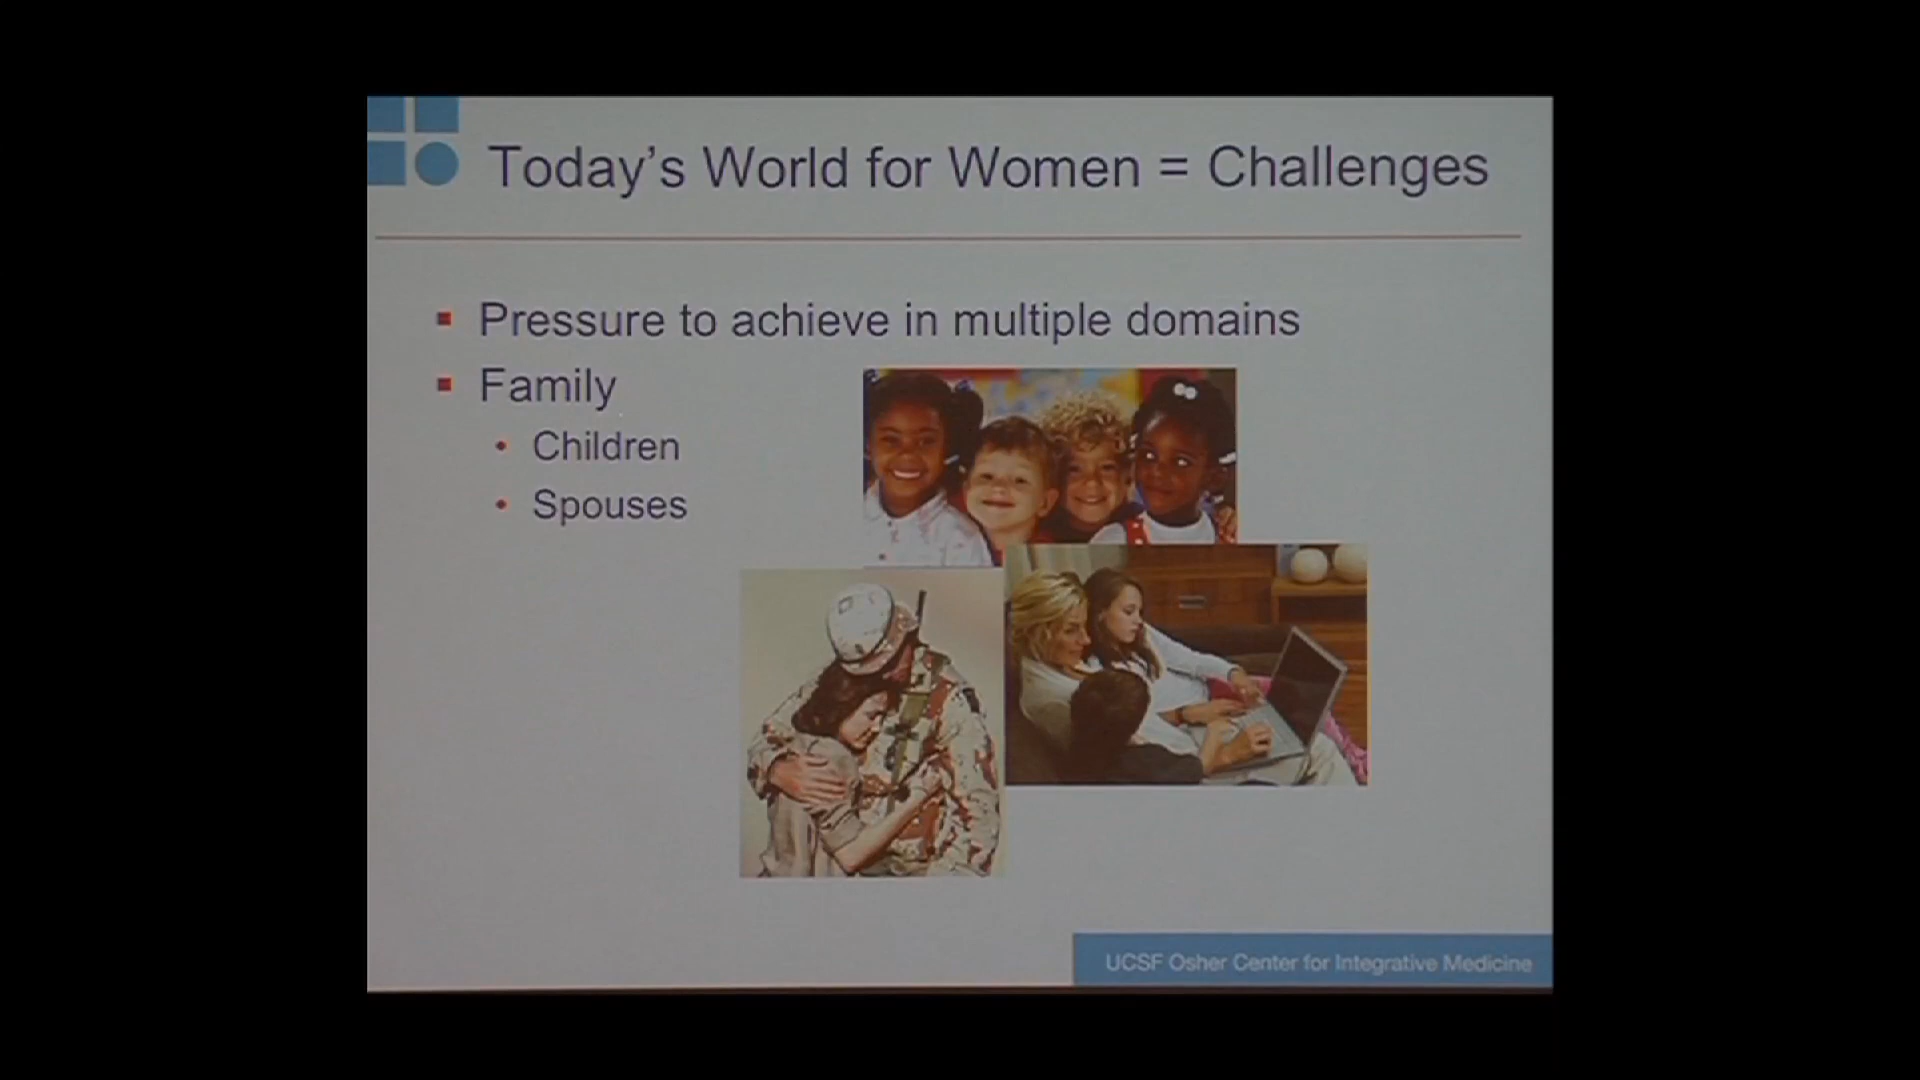 Today's World for Women = Challenges
Pressure to achieve in multiple domains
Family
Children
Spouses
UCSF Osher Center for Integrative Medicine